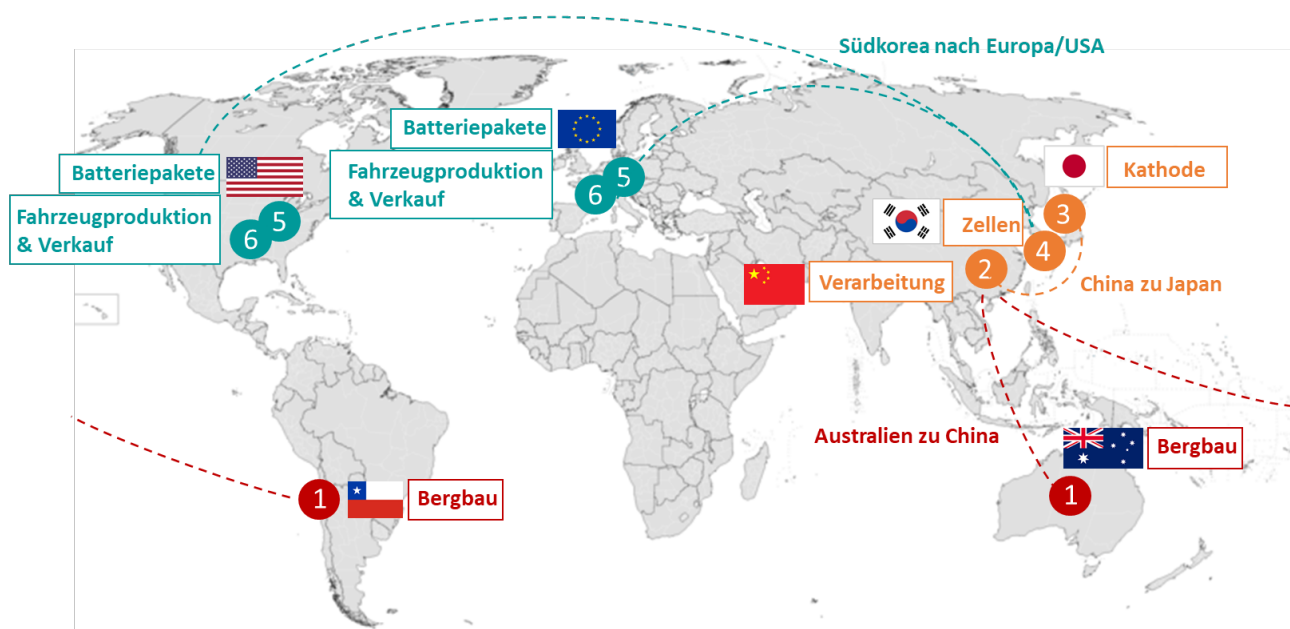 Südkorea nach Europa/USA
Batteriepakete
Fahrzeugproduktion
& Verkauf
6
5
Batteriepakete
Fahrzeugproduktion
& Verkauf
6
5
Kathode
3
Zellen
4
Verarbeitung
2
China zu Japan
Australien zu China
Bergbau
1
1
Bergbau